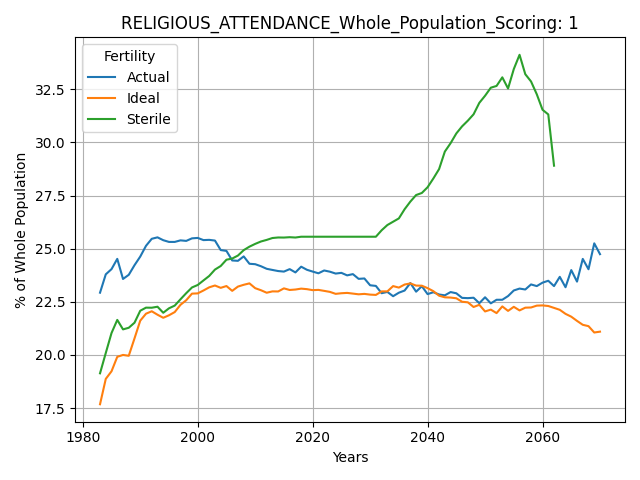 RELIGIOUS_ATTENDANCE_Whole_Population_Scoring: 1
Fertility
Actual
Ideal
Sterile
% of Whole Population
32.5
30.0
27.5
25.0
22.5
20.0
17.5
1980
2000
2020
2040
2060
Years